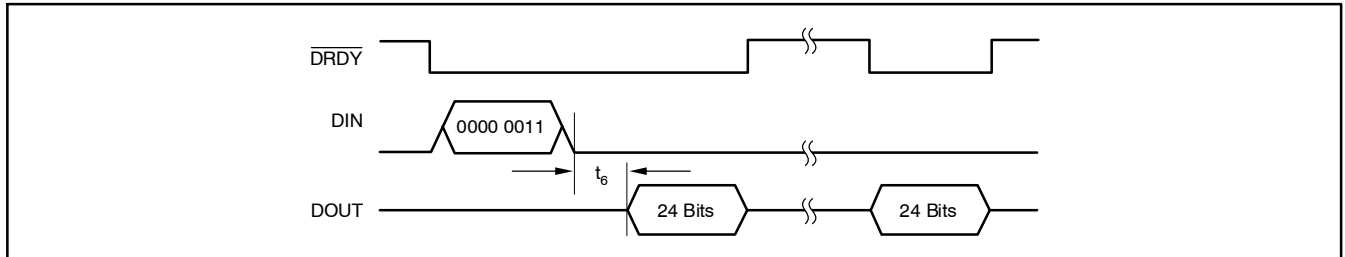 DRDY
DIN
0000 0011
t6
DOUT
24 Bits
24 Bits